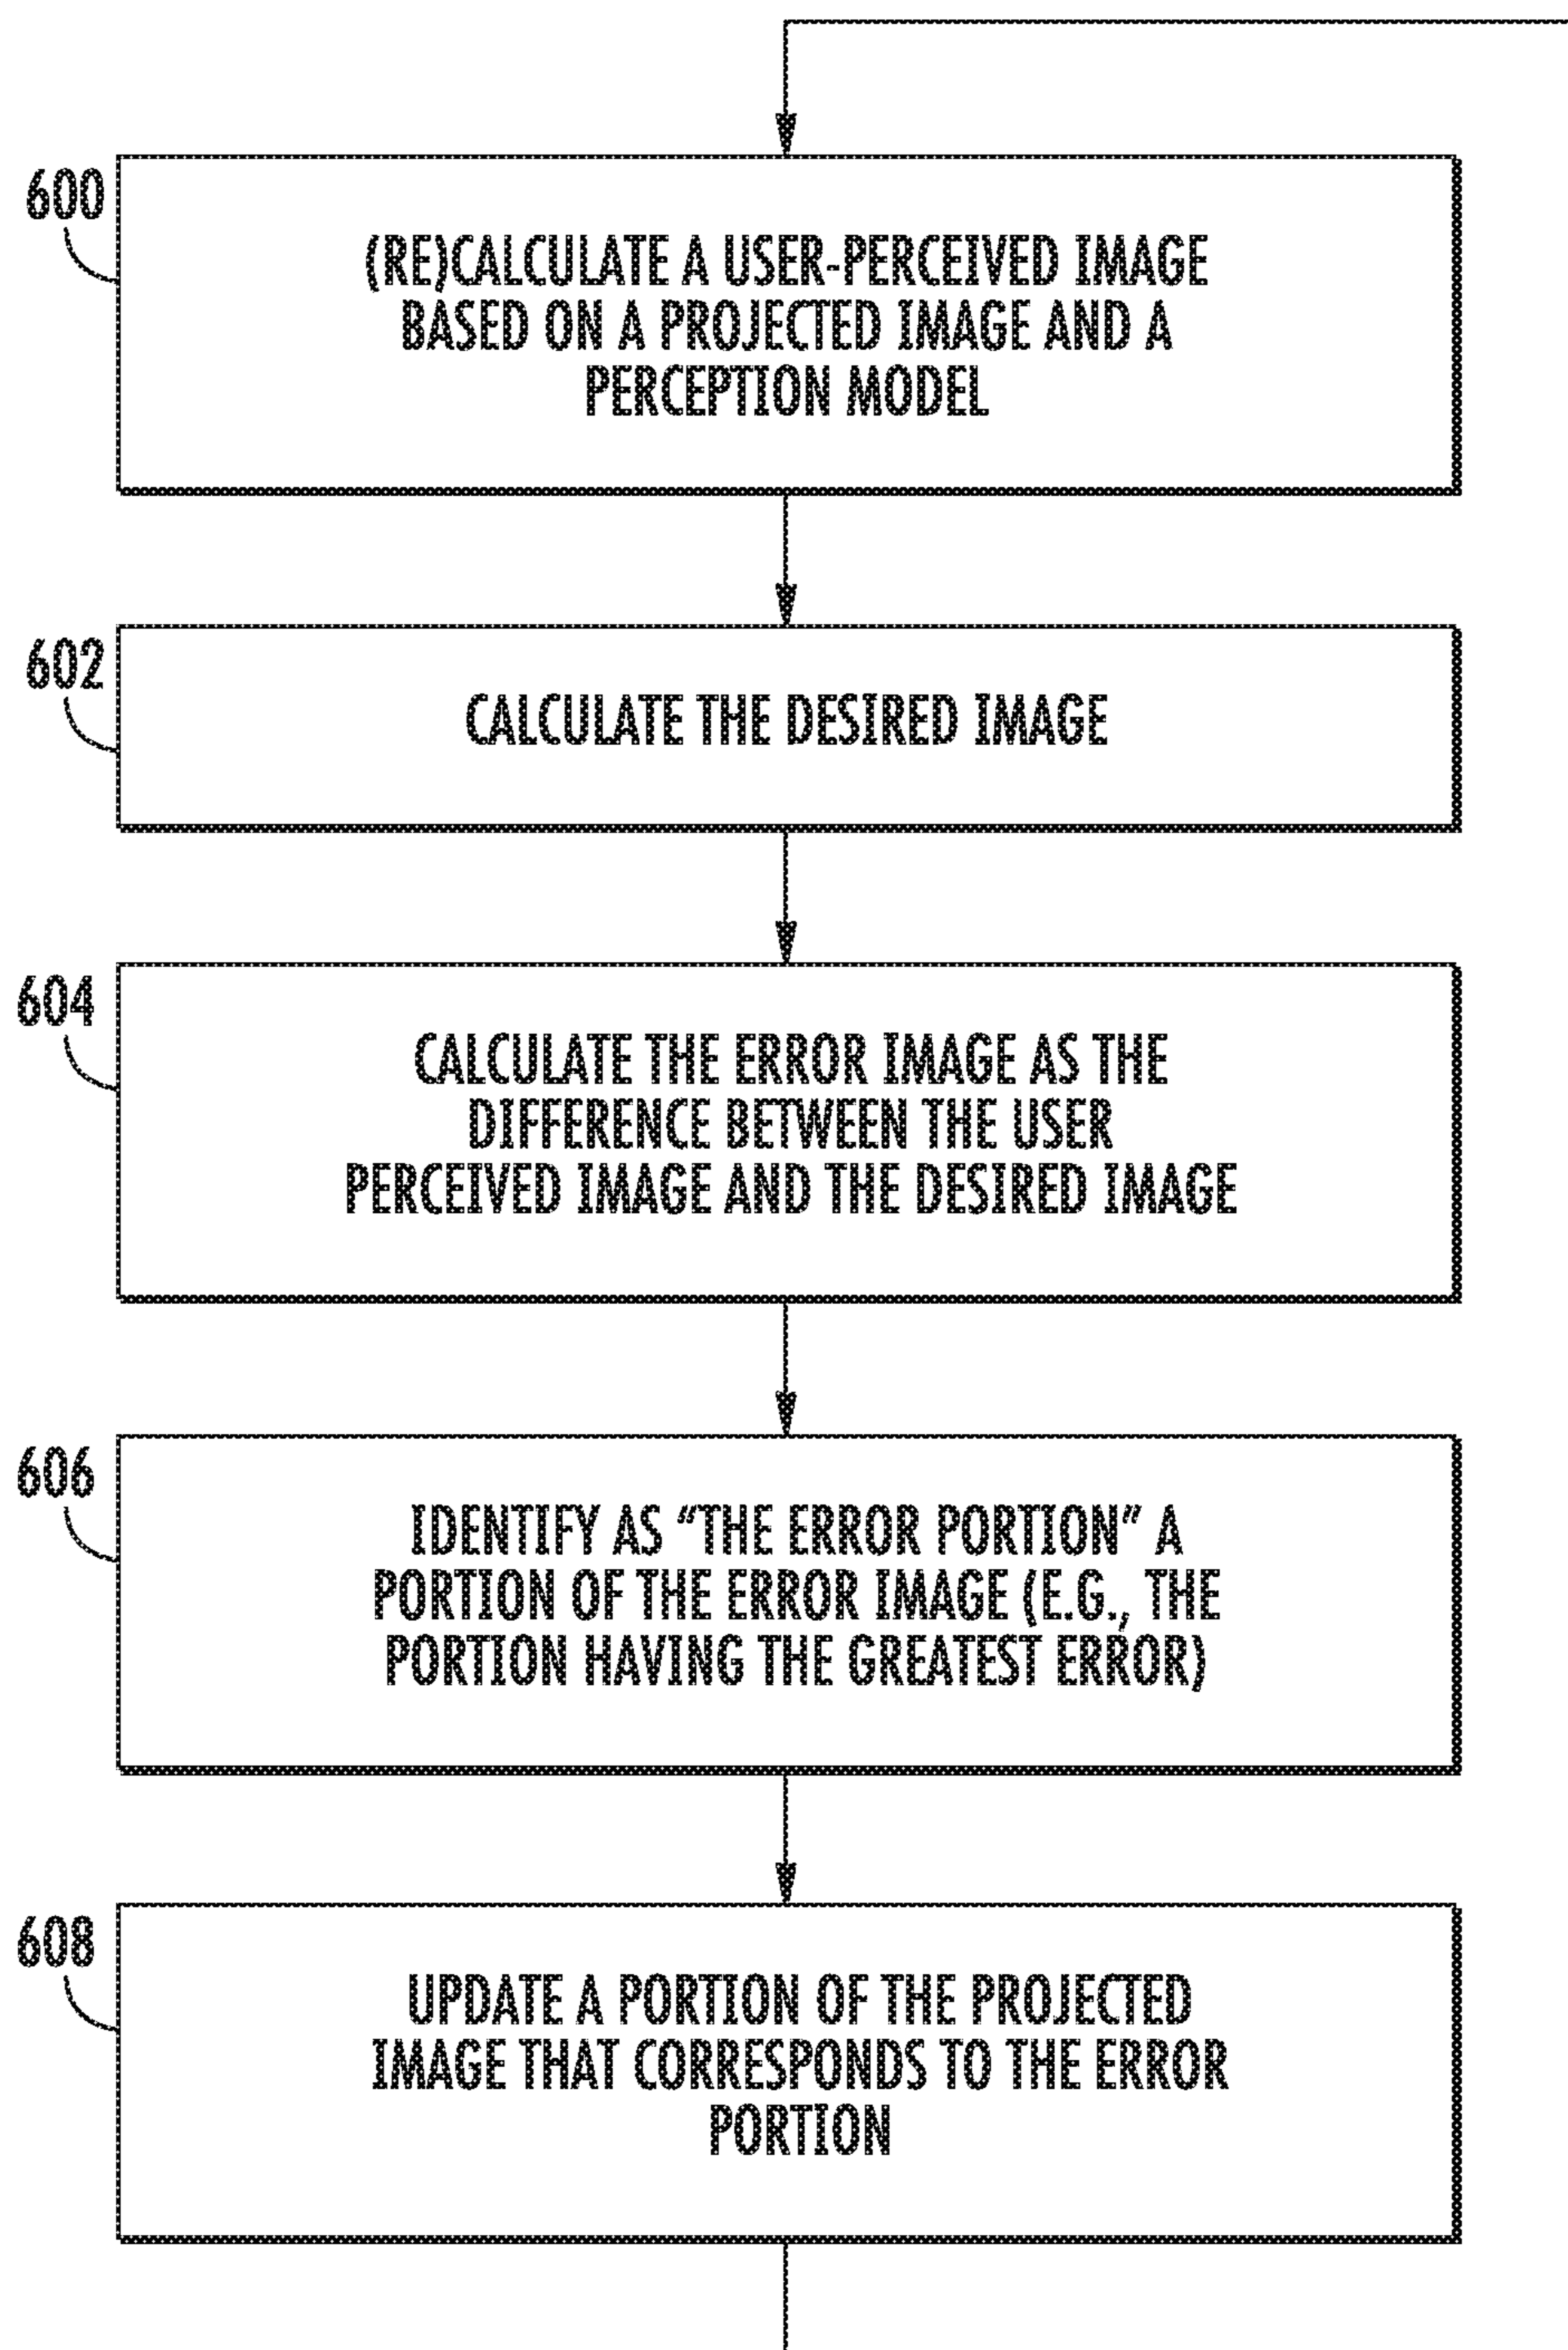 600
(RE)CALCULATE A USER-PERCEIVED IMAGE
BASED ON A PROJECTED IMAGE AND A
PERCEPTION MODEL
602
CALCULATE THE DESIRED IMAGE
604
CALCULATE THE ERROR IMAGE AS THE
DIFFERENCE BETWEEN THE USER
PERCEIVED IMAGE AND THE DESIRED IMAGE
606
IDENTIFY AS “THE ERROR PORTION” A
PORTION OF THE ERROR IMAGE (E.G., THE
PORTION HAVING THE GREATEST ERROR)
608
UPDATE A PORTION OF THE PROJECTED
IMAGE THAT CORRESPONDS TO THE ERROR
PORTION